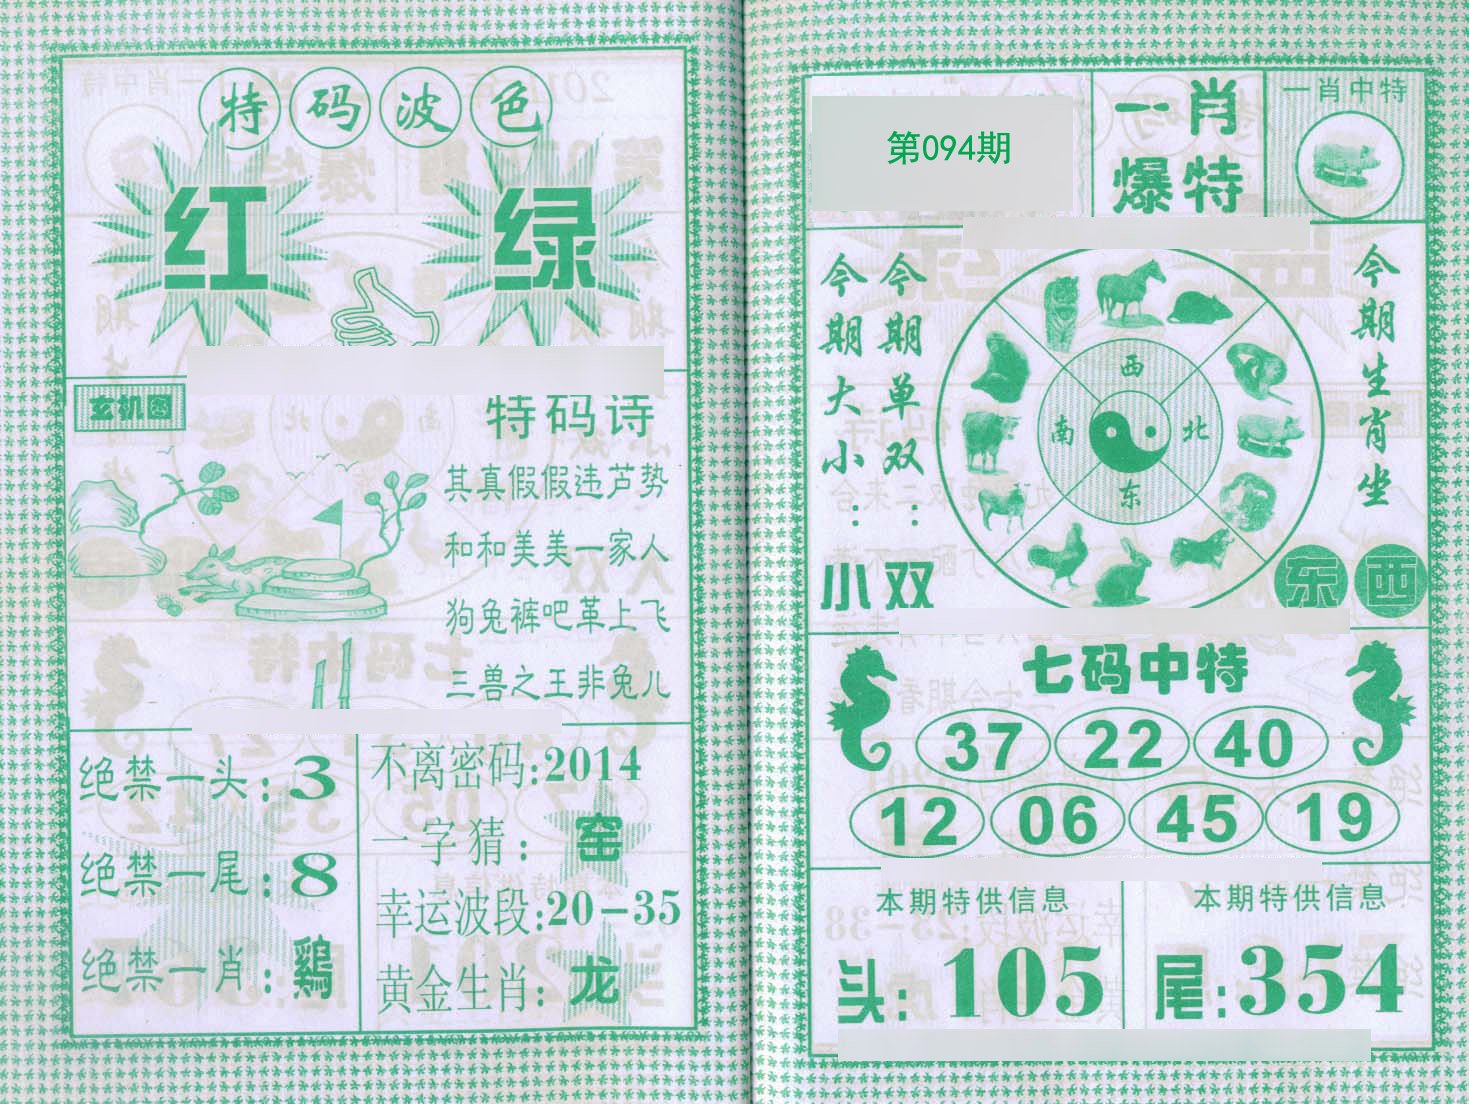 特码波色
红 绿
玄机图
特码诗
其真假假违芦势
和和美美一家人
狗兔裤吧革上飞
三兽之王非兔儿
绝禁一头:3
绝禁一尾:8
绝禁一肖:鷄
不离密码:2014
一字猜:窑
幸运波段:20-35
黄金生肖:龙
第094期
一肖
爆特
一肖中特
今期大小:小
今期单双:双
西
南 北
东
今期生肖坐
东西
七码中特
37 22 40
12 06 45 19
本期特供信息
头:105
本期特供信息
尾:354